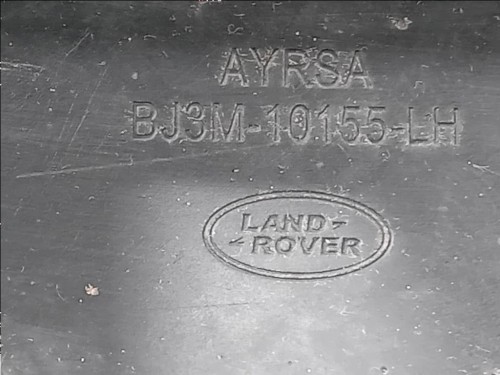 AYRSA
BJ3M-10155-LH
LAND
ROVER